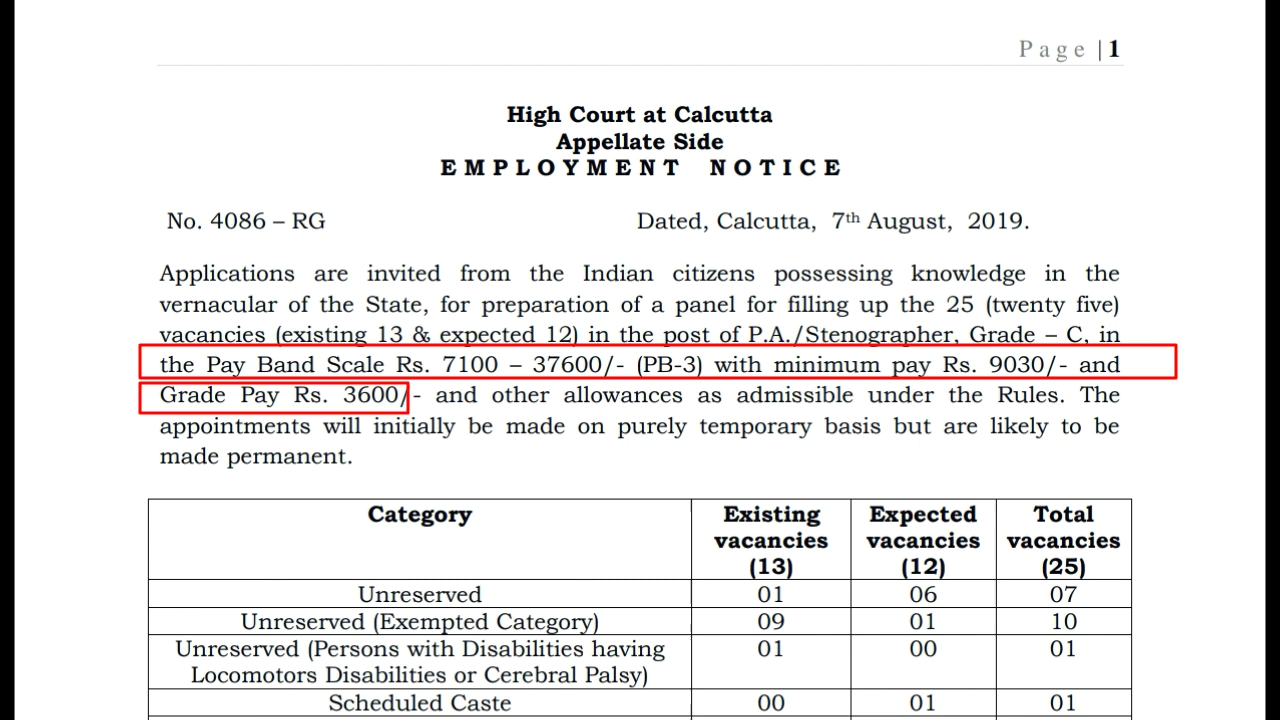 Page |1
High Court at Calcutta
Appellate Side
EMPLOYMENT NOTICE
No. 4086 – RG Dated, Calcutta, 7th August, 2019.
Applications are invited from the Indian citizens possessing knowledge in the
vernacular of the State, for preparation of a panel for filling up the 25 (twenty five)
vacancies (existing 13 & expected 12) in the post of P.A./Stenographer, Grade – C, in
the Pay Band Scale Rs. 7100 – 37600/- (PB-3) with minimum pay Rs. 9030/- and
Grade Pay Rs. 3600/- and other allowances as admissible under the Rules. The
appointments will initially be made on purely temporary basis but are likely to be
made permanent.
Category Existing Expected Total
vacancies vacancies vacancies
(13) (12) (25)
Unreserved 01 06 07
Unreserved (Exempted Category) 09 01 10
Unreserved (Persons with Disabilities having 01 00 01
Locomotors Disabilities or Cerebral Palsy)
Scheduled Caste 00 01 01